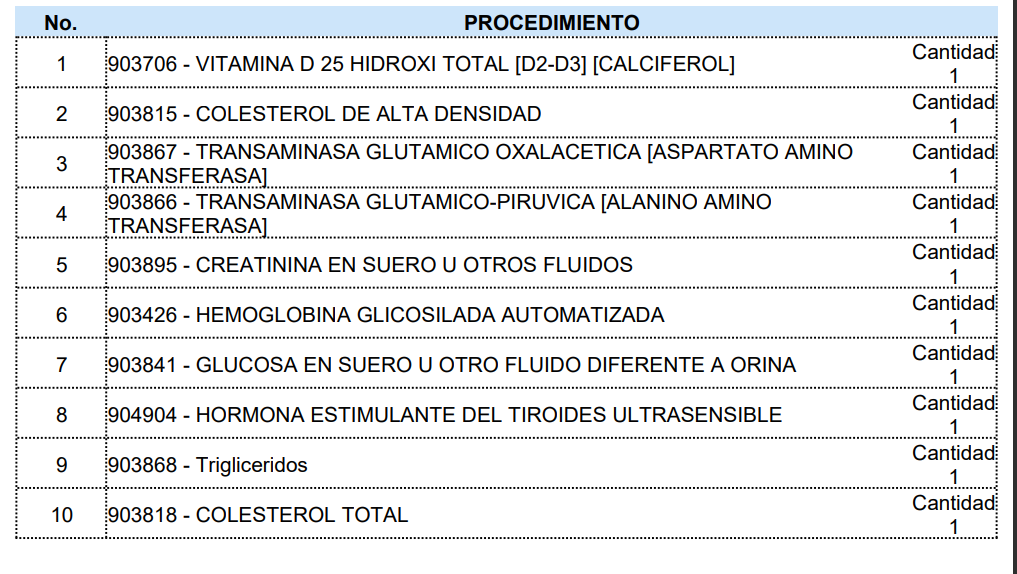 No. PROCEDIMIENTO
1 903706 - VITAMINA D 25 HIDROXI TOTAL [D2-D3] [CALCIFEROL] Cantidad
1
2 903815 - COLESTEROL DE ALTA DENSIDAD Cantidad
1
3 903867 - TRANSAMINASA GLUTAMICO OXALACETICA [ASPARTATO AMINO Cantidad
TRANSFERASA] 1
4 903866 - TRANSAMINASA GLUTAMICO-PIRUVICA [ALANINO AMINO Cantidad
TRANSFERASA] 1
5 903895 - CREATININA EN SUERO U OTROS FLUIDOS Cantidad
1
6 903426 - HEMOGLOBINA GLICOSILADA AUTOMATIZADA Cantidad
1
7 903841 - GLUCOSA EN SUERO U OTRO FLUIDO DIFERENTE A ORINA Cantidad
1
8 904904 - HORMONA ESTIMULANTE DEL TIROIDES ULTRASENSIBLE Cantidad
1
9 903868 - Trigliceridos Cantidad
1
10 903818 - COLESTEROL TOTAL Cantidad
1